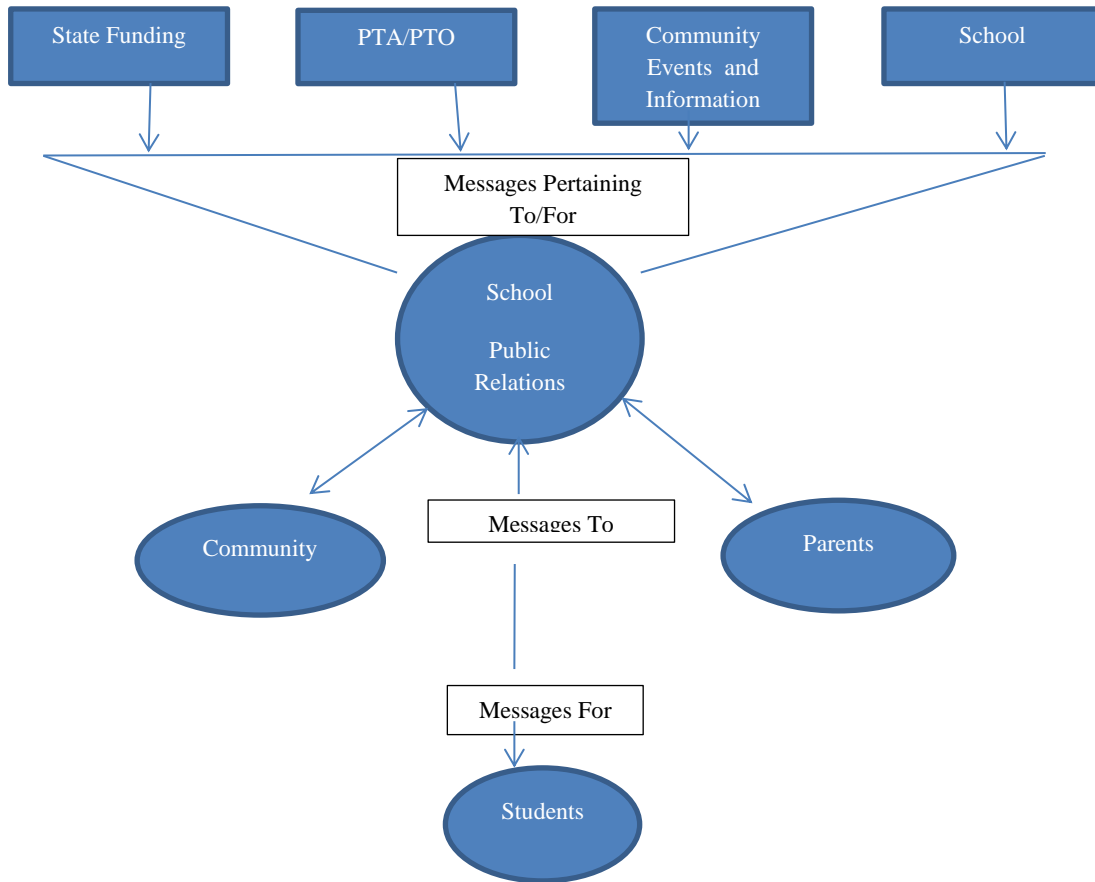 State Funding
PTA/PTO
Community
Events and
Information
School
Messages Pertaining
To/For
School
Public
Relations
Messages To
Community
Parents
Messages For
Students